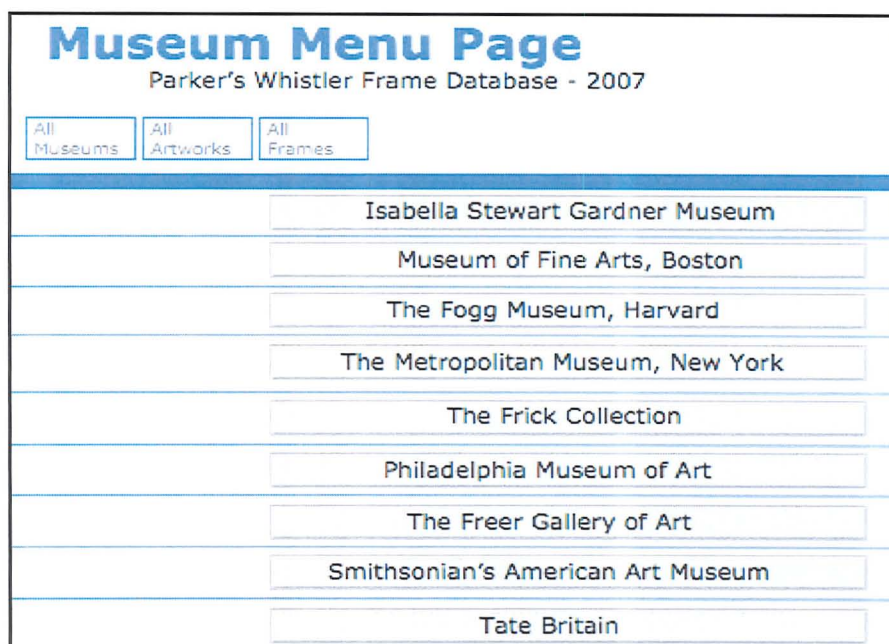 Museum Menu Page
Parker's Whistler Frame Database - 2007
All
Museums
All
Artworks
All
Frames
Isabella Stewart Gardner Museum
Museum of Fine Arts, Boston
The Fogg Museum, Harvard
The Metropolitan Museum, New York
The Frick Collection
Philadelphia Museum of Art
The Freer Gallery of Art
Smithsonian's American Art Museum
Tate Britain